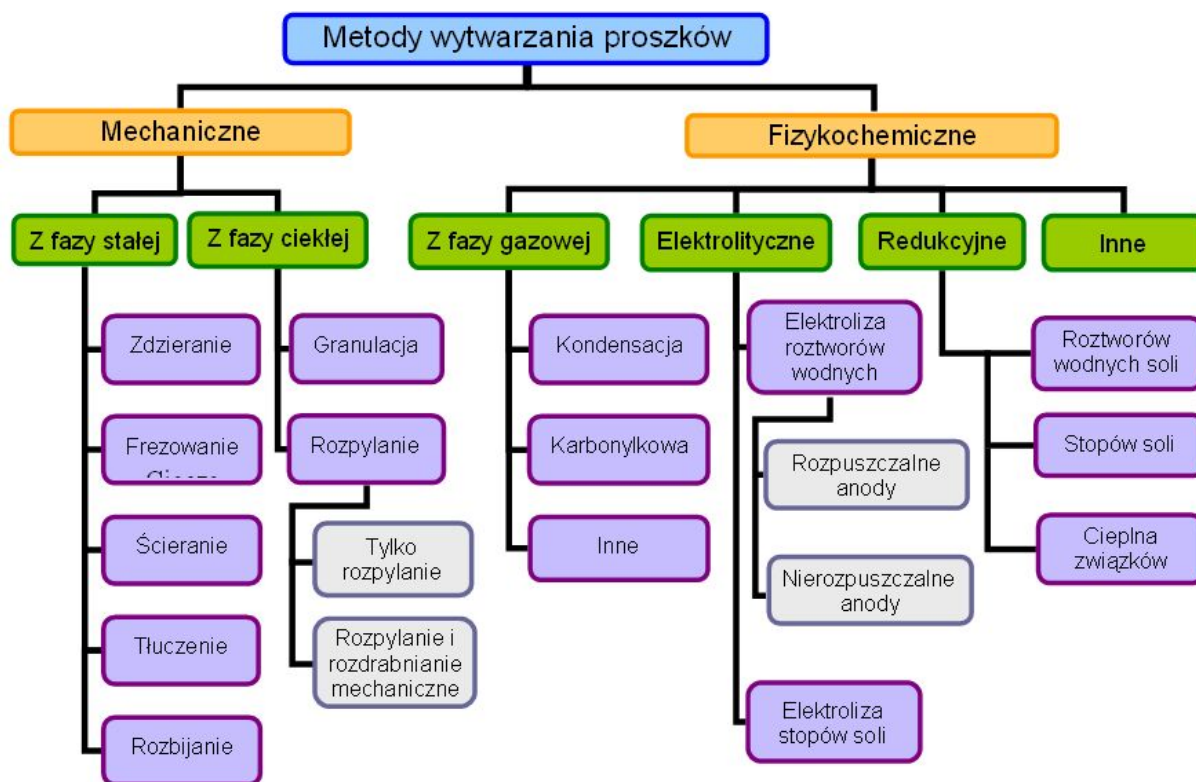 Metody wytwarzania proszków
Mechaniczne
Fizykochemiczne
Z fazy stałej
Z fazy ciekłej
Z fazy gazowej
Elektrolityczne
Redukcyjne
Inne
Zdzieranie
Frezowanie
Ścieranie
Tłuczenie
Rozbijanie
Granulacja
Rozpylanie
Tylko
rozpylanie
Rozpylanie i
rozdrabnianie
mechaniczne
Kondensacja
Karbonylkowa
Inne
Elektroliza
roztworów
wodnych
Rozpuszczalne
anody
Nierozpuszczalne
anody
Elektroliza
stopów soli
Roztworów
wodnych soli
Stopów soli
Cieplna
związków